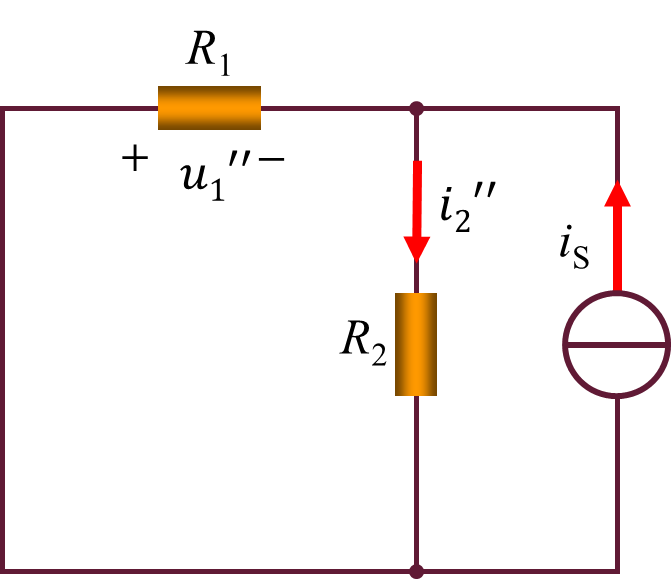 R₁
+ u₁″ −
i₂″
iS
R₂